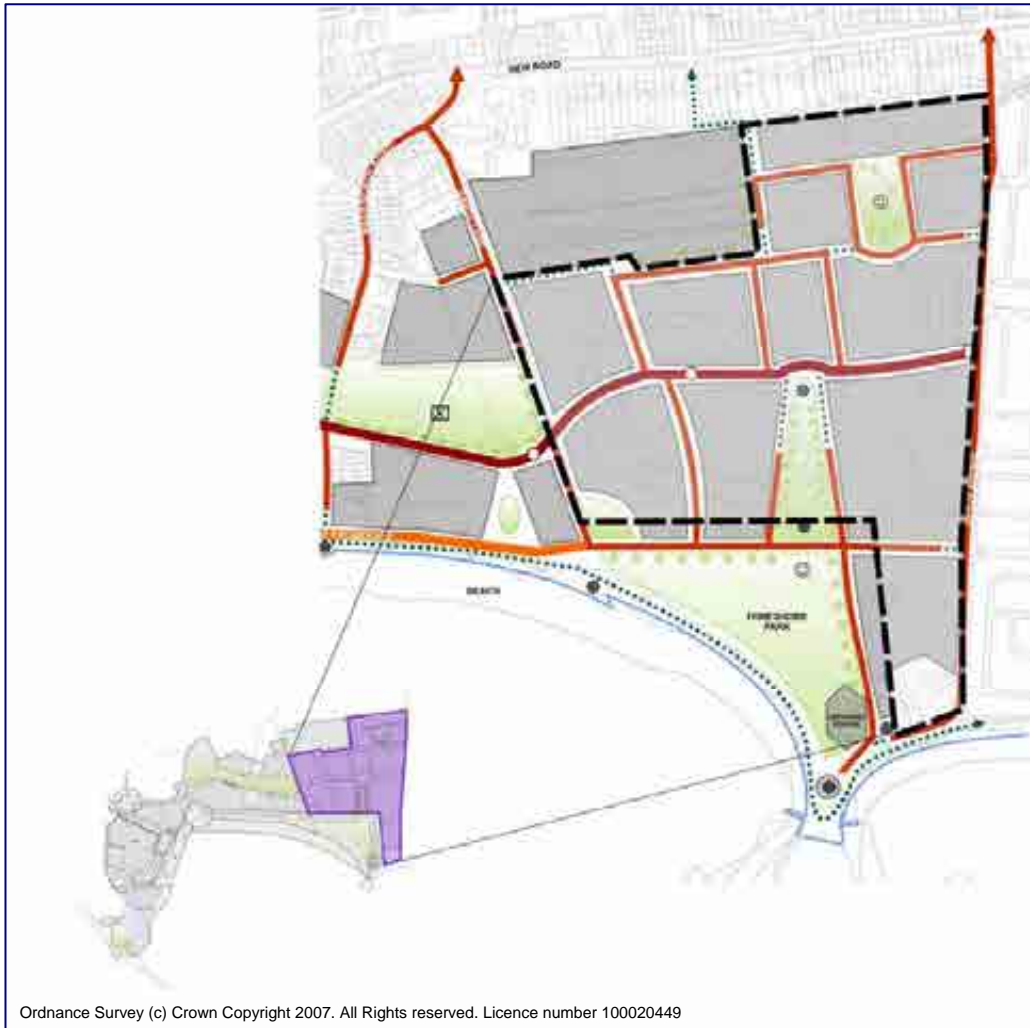 NEW ROAD
BEACH
FORESHORE
PARK
Ordnance Survey (c) Crown Copyright 2007. All Rights reserved. Licence number 100020449